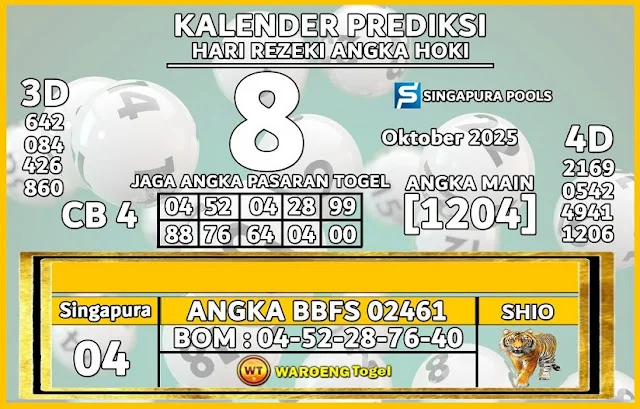 KALENDER PREDIKSI
HARI REZEKI ANGKA HOKI
3D
642
084
426
860
8
SINGAPURA POOLS
Oktober 2025
4D
2169
0542
4941
1206
JAGA ANGKA PASARAN TOGEL
ANGKA MAIN
[1204]
CB 4
04 52 04 28 99
88 76 64 04 00
Singapura
04
ANGKA BBFS 02461
BOM : 04-52-28-76-40
WT WAROENG Togel
SHIO